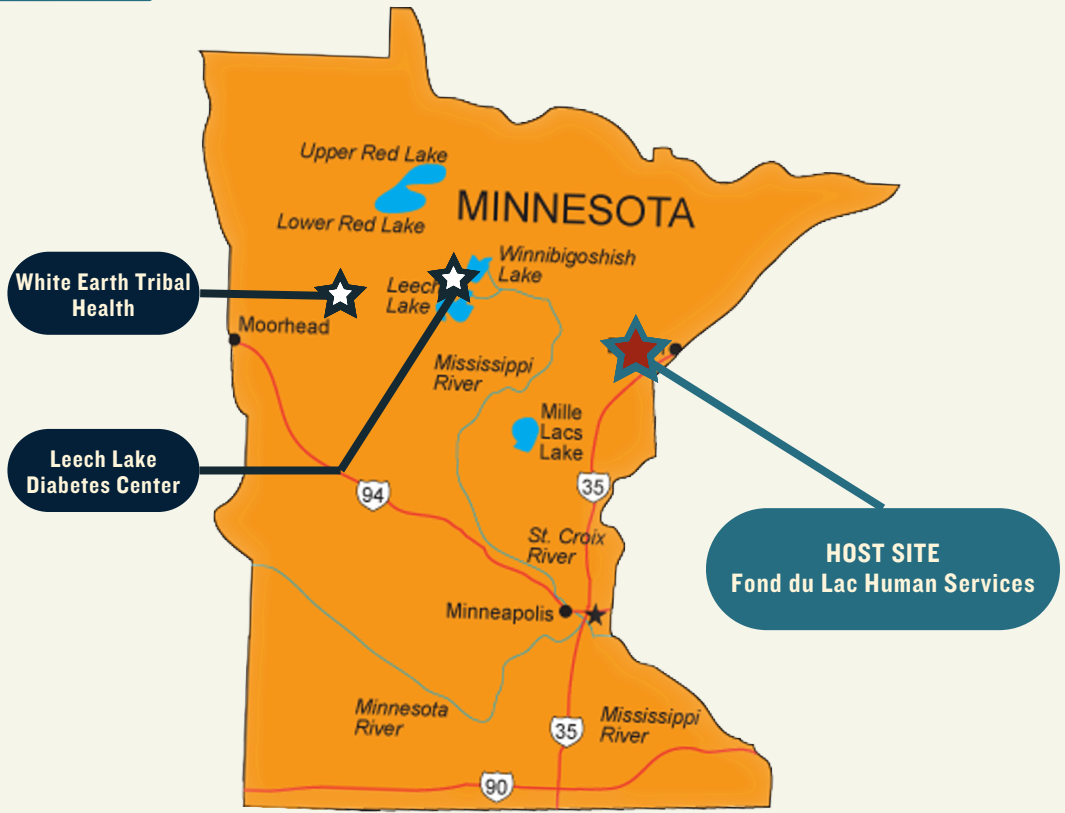 Upper Red Lake
MINNESOTA
Lower Red Lake
Winnibigoshish
Lake
White Earth Tribal
Health
Leech
Lake
Moorhead
Mississippi
River
Mille
Lacs
Lake
Leech Lake
Diabetes Center
94
35
St. Croix
River
HOST SITE
Fond du Lac Human Services
Minneapolis
Minnesota
River
Mississippi
River
35
90